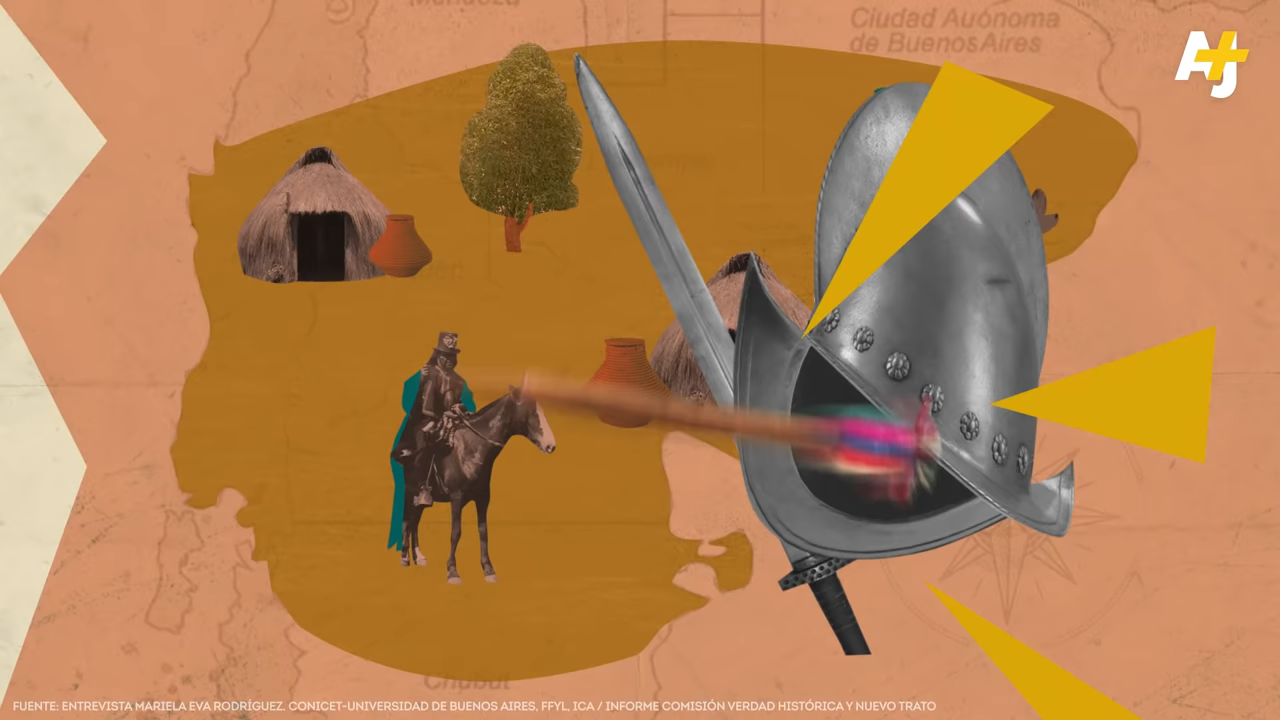 Mendoza
Ciudad Auónoma
de BuenosAires
AJ+
Chubut
FUENTE: ENTREVISTA MARIELA EVA RODRÍGUEZ. CONICET-UNIVERSIDAD DE BUENOS AIRES, FFYL, ICA / INFORME COMISIÓN VERDAD HISTÓRICA Y NUEVO TRATO